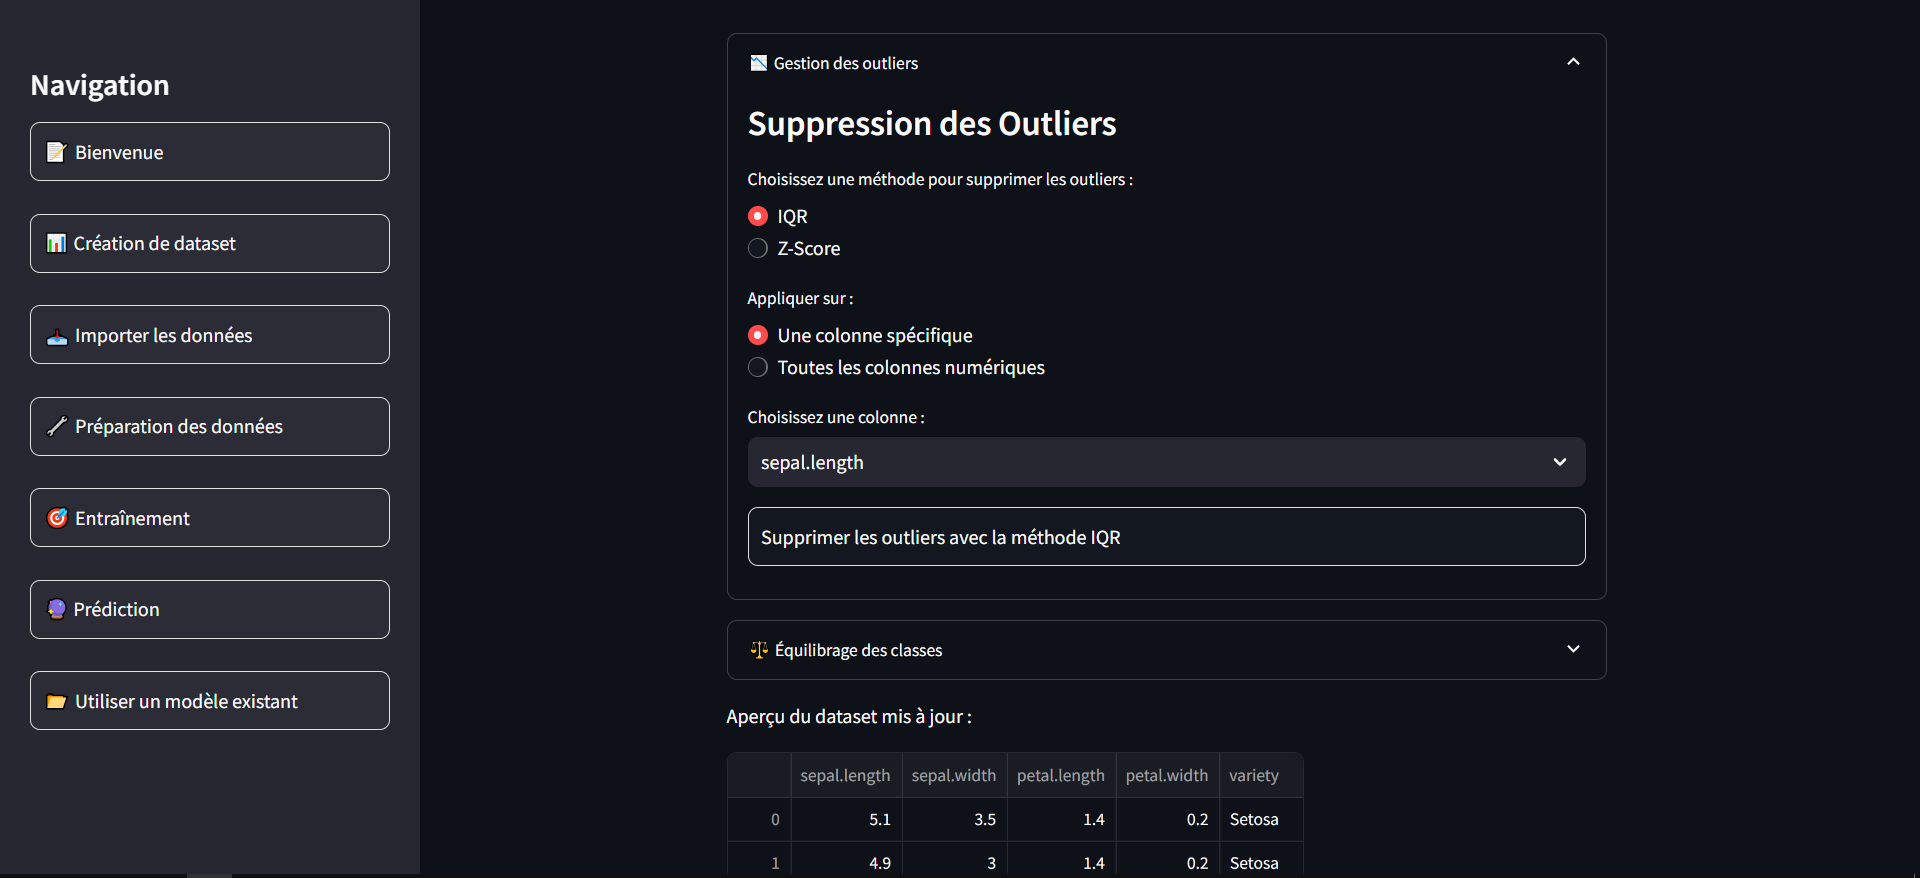 Navigation
Bienvenue
Création de dataset
Importer les données
Préparation des données
Entraînement
Prédiction
Utiliser un modèle existant
Gestion des outliers
Suppression des Outliers
Choisissez une méthode pour supprimer les outliers :
IQR
Z-Score
Appliquer sur :
Une colonne spécifique
Toutes les colonnes numériques
Choisissez une colonne :
sepal.length
Supprimer les outliers avec la méthode IQR
Équilibrage des classes
Aperçu du dataset mis à jour :
sepal.length sepal.width petal.length petal.width variety
0 5.1 3.5 1.4 0.2 Setosa
1 4.9 3 1.4 0.2 Setosa